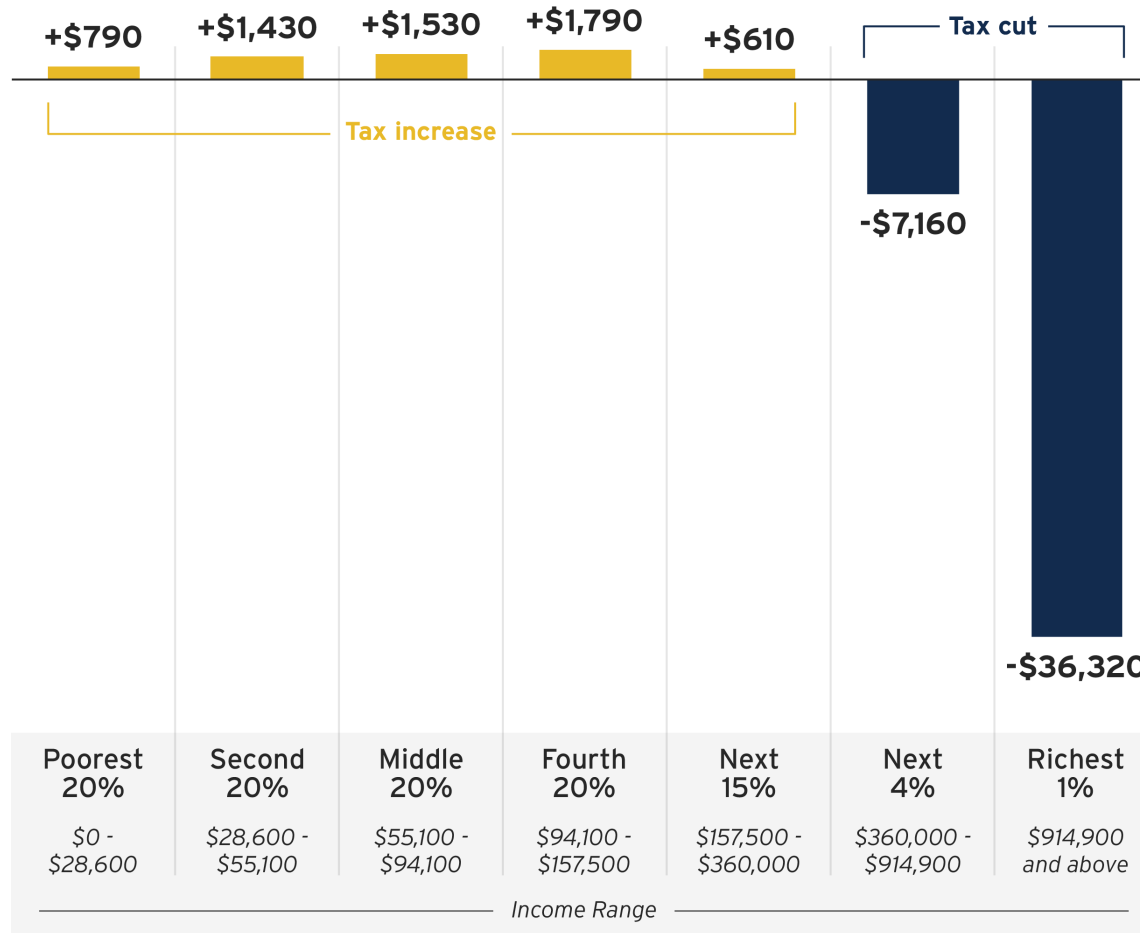 +$790
+$1,430
+$1,530
+$1,790
+$610
Tax cut
Tax increase
-$7,160
-$36,320
Poorest
20%
Second
20%
Middle
20%
Fourth
20%
Next
15%
Next
4%
Richest
1%
$0 -
$28,600
$28,600 -
$55,100
$55,100 -
$94,100
$94,100 -
$157,500
$157,500 -
$360,000
$360,000 -
$914,900
$914,900
and above
Income Range